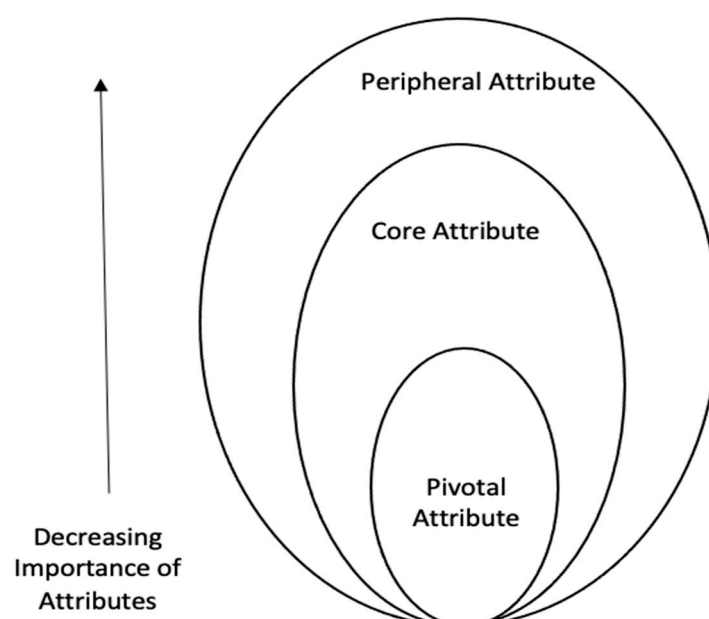 Peripheral Attribute
Core Attribute
Pivotal
Attribute
Decreasing
Importance of
Attributes